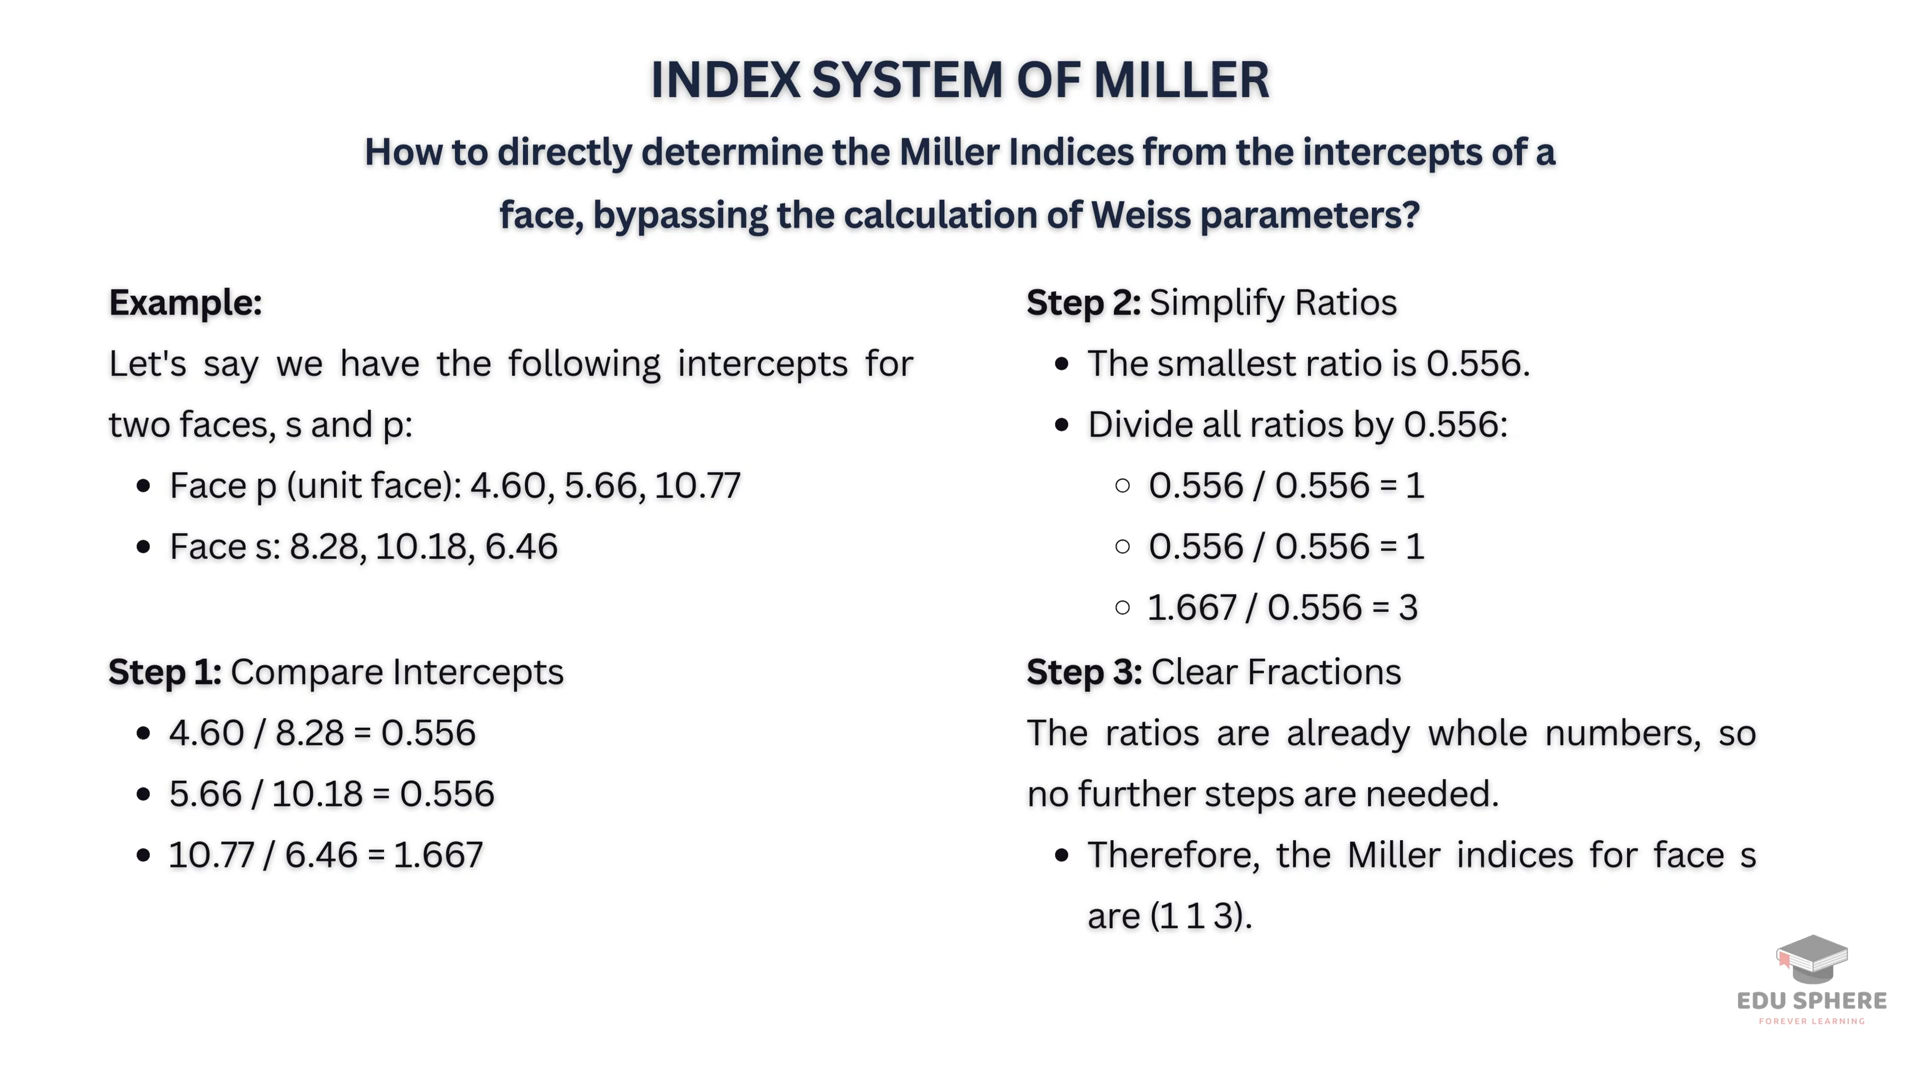 INDEX SYSTEM OF MILLER
How to directly determine the Miller Indices from the intercepts of a
face, bypassing the calculation of Weiss parameters?
Example:
Let's say we have the following intercepts for
two faces, s and p:
• Face p (unit face): 4.60, 5.66, 10.77
• Face s: 8.28, 10.18, 6.46
Step 1: Compare Intercepts
• 4.60 / 8.28 = 0.556
• 5.66 / 10.18 = 0.556
• 10.77 / 6.46 = 1.667
Step 2: Simplify Ratios
• The smallest ratio is 0.556.
• Divide all ratios by 0.556:
○ 0.556 / 0.556 = 1
○ 0.556 / 0.556 = 1
○ 1.667 / 0.556 = 3
Step 3: Clear Fractions
The ratios are already whole numbers, so
no further steps are needed.
• Therefore, the Miller indices for face s
are (1 1 3).
EDU SPHERE
FOREVER LEARNING